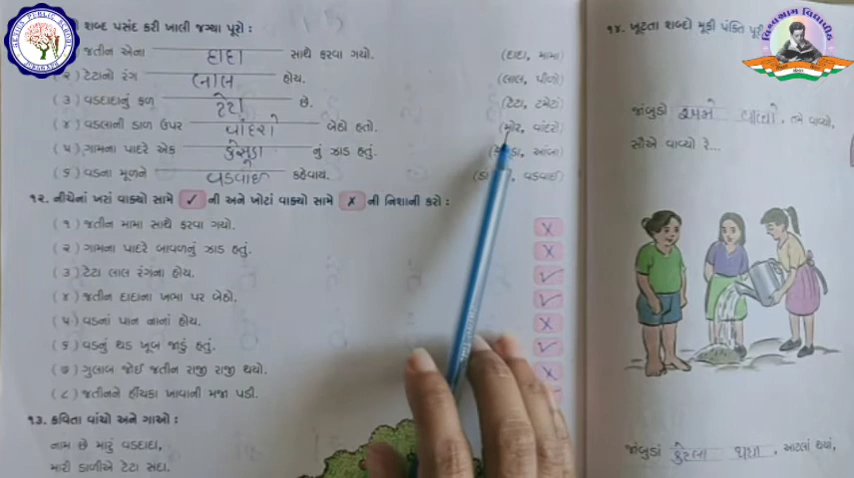 શબ્દ પસંદ કરી ખાલી જગ્યા પૂરો :
જતીન એના દાદા સાથે ફરવા ગયો. (દાદા, મામા)
(૨) ટેટાનો રંગ લાલ હોય. (લાલ, પીળો)
(૩) વડદાદાનું ફળ ટેટા છે. (ટેટા, ટમેટાં)
(૪) વડલાની ડાળ ઉપર વાંદરો બેઠો હતો. (મોર, વાંદરો)
(૫) ગામના પાદરે એક નું ઝાડ હતું. આંબા)
(૬) વડના મૂળને વડવાઈ કહેવાય. વડવાઈ)
૧૨. નીચેનાં ખરાં વાક્યો સામે ✓ ની અને ખોટાં વાક્યો સામે ✗ ની નિશાની કરો :
(૧) જતીન મામા સાથે ફરવા ગયો. ✗
(૨) ગામના પાદરે બાવળનું ઝાડ હતું. ✗
(૩) ટેટા લાલ રંગના હોય. ✓
(૪) જતીન દાદાના ખભા પર બેઠો. ✓
(૫) વડનાં પાન નાનાં હોય. ✗
(૬) વડનું થડ ખૂબ જાડું હતું. ✓
(૭) ગુલાબ જોઈ જતીન રાજી રાજી થયો. ✗
(૮) જતીનને હીંચકા ખાવાની મજા પડી.
૧૩. કવિતા વાંચો અને ગાઓ :
નામ છે મારું વડદાદા,
મારી ડાળીએ ટેટા સદા.
૧૪. ખૂટતા શબ્દો મૂકી પંક્તિ પૂરી
જાંબુડો અમે વાવ્યો, તમે વાવ્યો,
સૌએ વાવ્યો રે...
જાંબુડાં કેટલા થયા, આટલાં થયાં,
વિશ્વગ્રામ વિદ્યાપીઠ